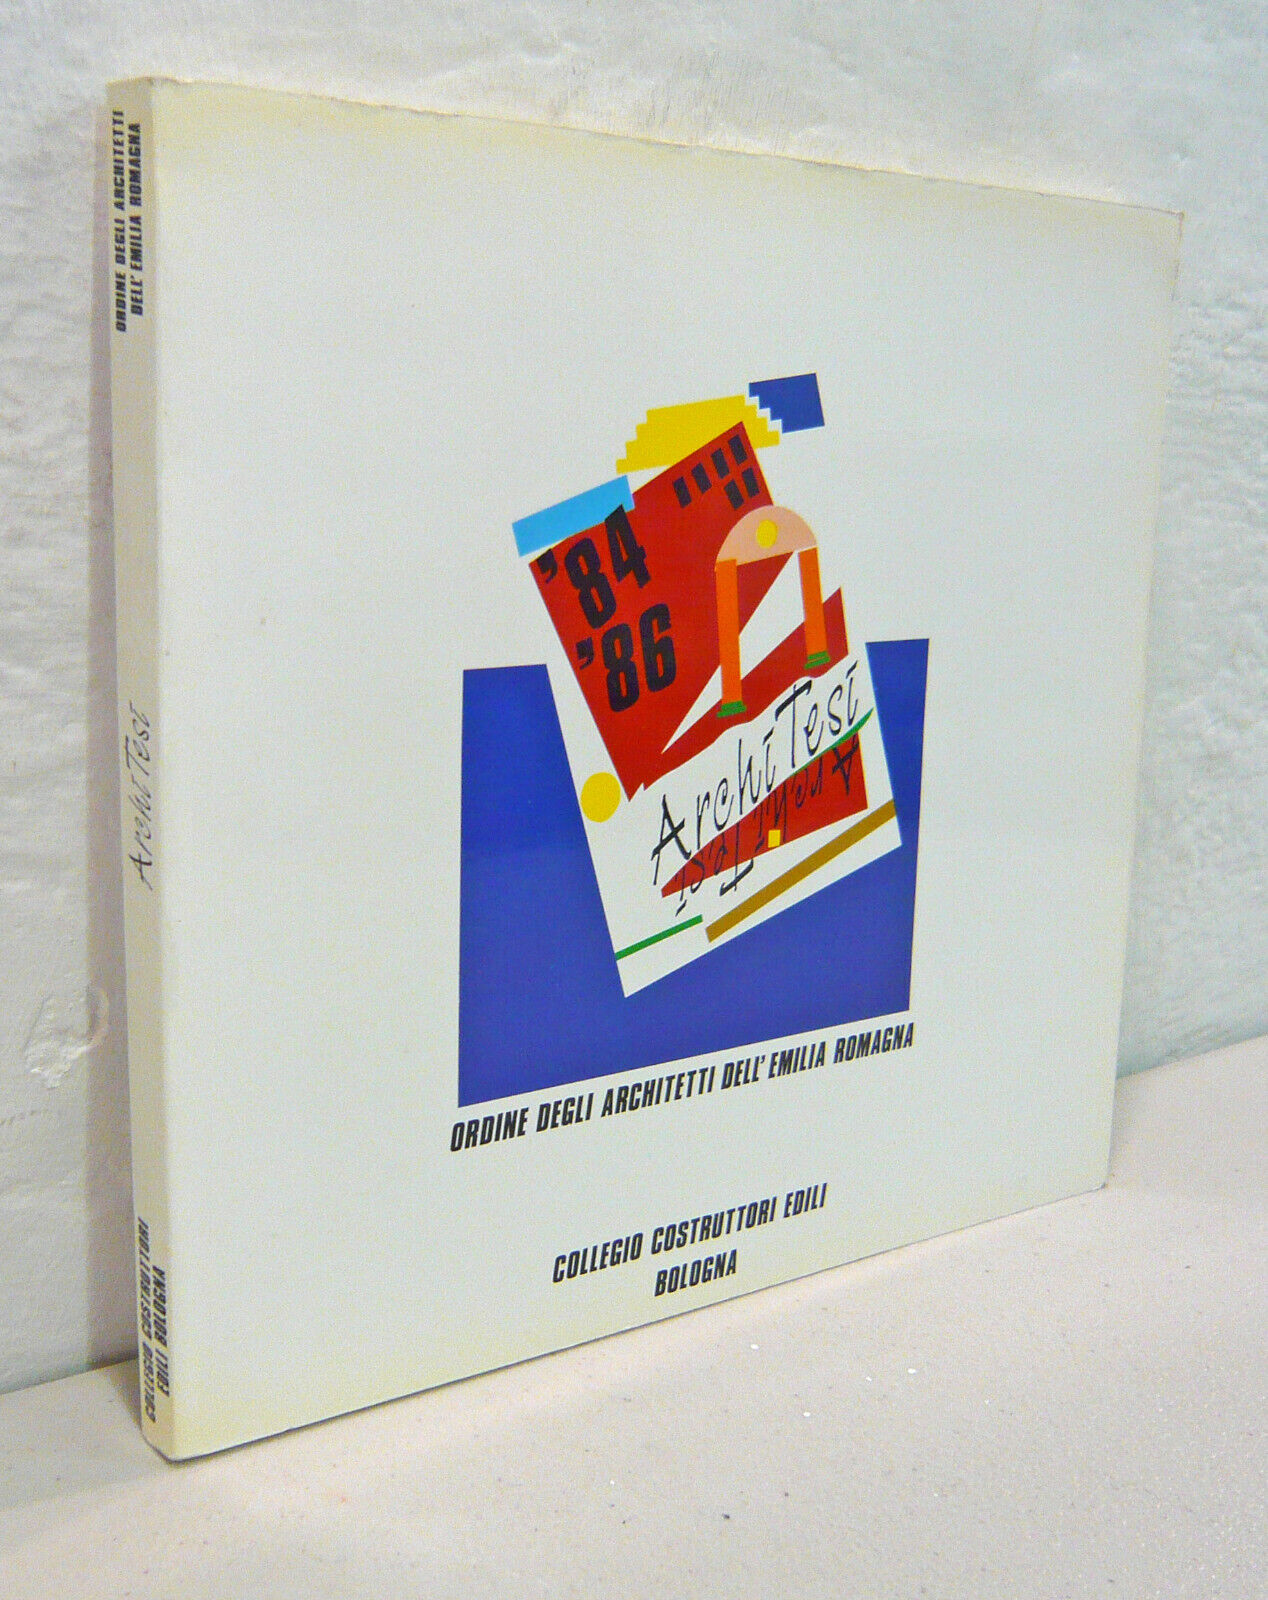 ORDINE DEGLI ARCHITETTI
DELL' EMILIA ROMAGNA
ArchiTesi
COLLEGIO COSTRUTTORI
EDILI BOLOGNA
'84
'86
ArchiTesi
ArchiTesi
ORDINE DEGLI ARCHITETTI DELL' EMILIA ROMAGNA
COLLEGIO COSTRUTTORI EDILI
BOLOGNA